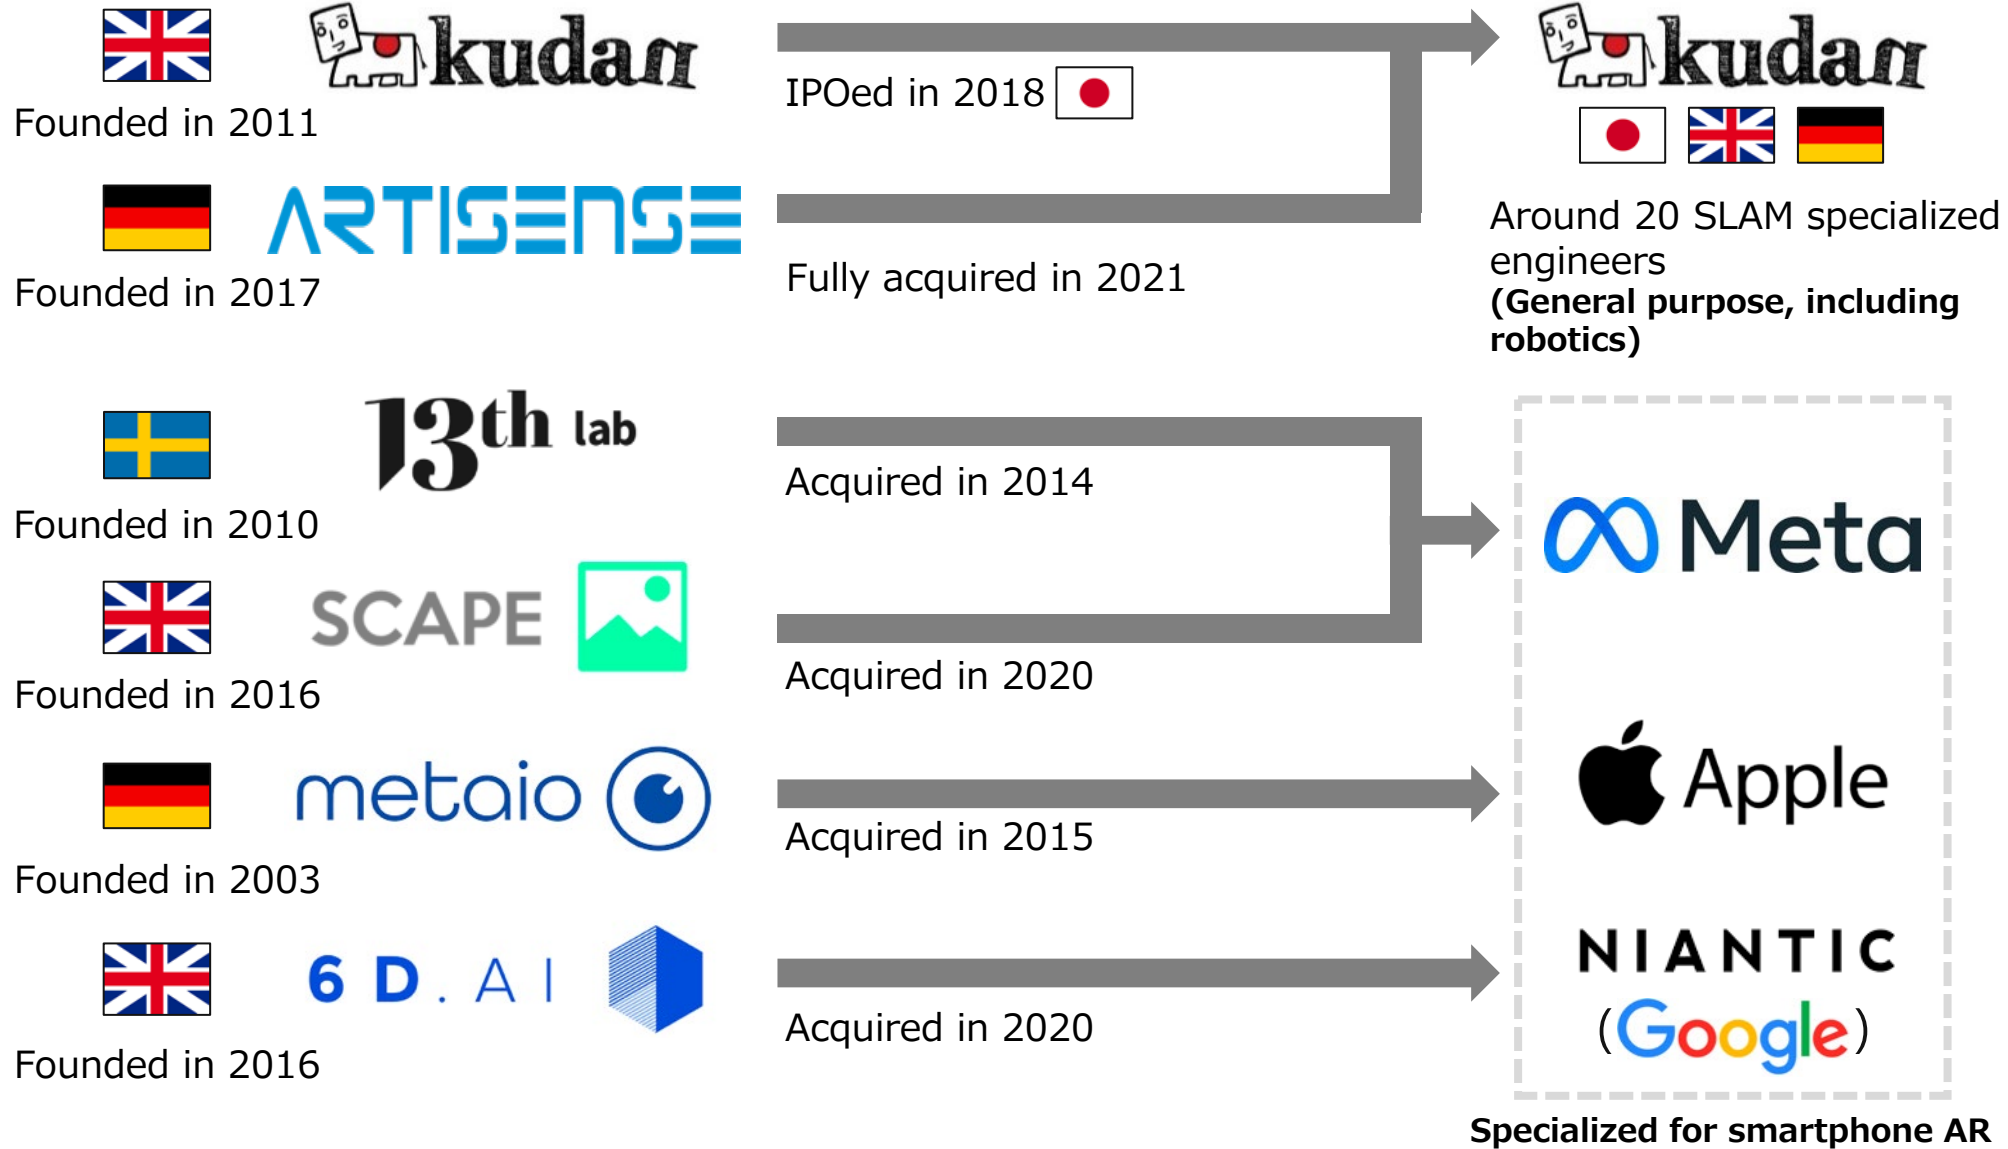 kudan
Founded in 2011
IPOed in 2018
kudan
ARTISENSE
Founded in 2017
Fully acquired in 2021
Around 20 SLAM specialized
engineers
(General purpose, including
robotics)
13th lab
Founded in 2010
Acquired in 2014
Meta
SCAPE
Founded in 2016
Acquired in 2020
metaio
Founded in 2003
Acquired in 2015
Apple
6D.AI
Founded in 2016
Acquired in 2020
NIANTIC
(Google)
Specialized for smartphone AR